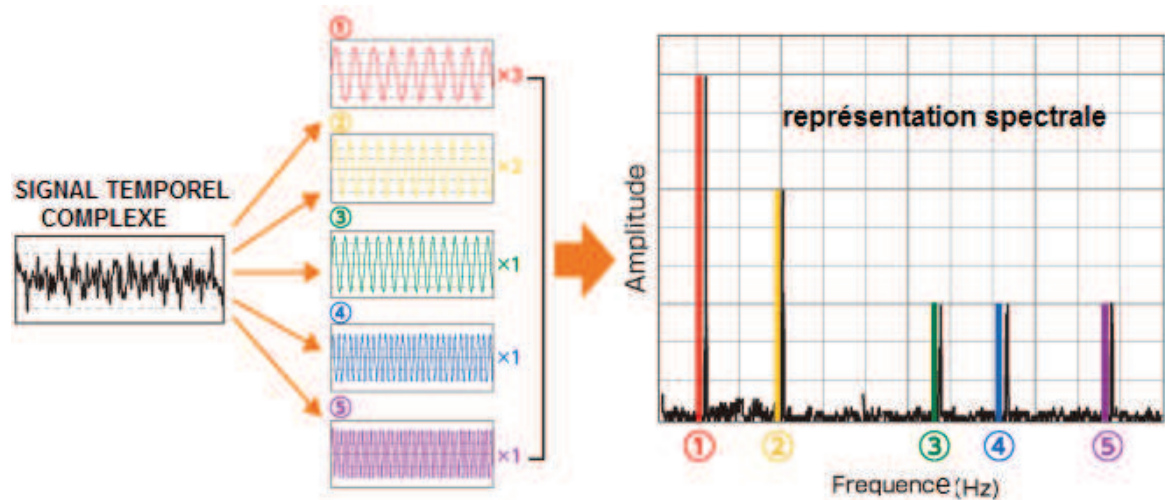 SIGNAL TEMPOREL
COMPLEXE
①
×3
②
×2
③
×1
④
×1
⑤
×1
représentation spectrale
Amplitude
① ② ③ ④ ⑤
Frequence(Hz)